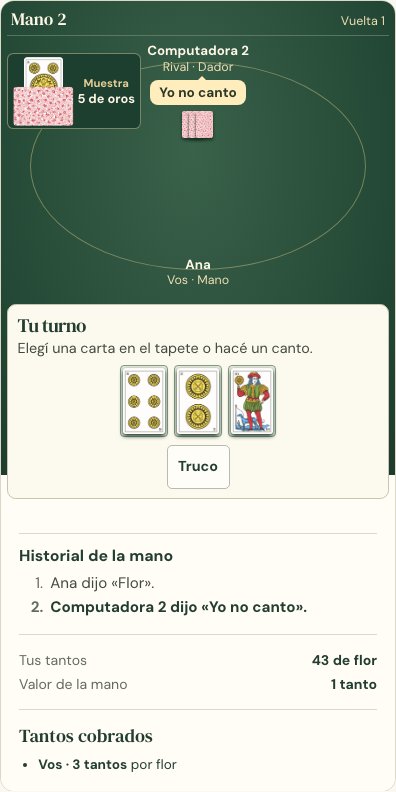 Mano 2
Vuelta 1
Computadora 2
Rival · Dador
Yo no canto
Muestra
5 de oros
Ana
Vos · Mano
Tu turno
Elegí una carta en el tapete o hacé un canto.
Truco
Historial de la mano
1. Ana dijo «Flor».
2. Computadora 2 dijo «Yo no canto».
Tus tantos
43 de flor
Valor de la mano
1 tanto
Tantos cobrados
• Vos · 3 tantos por flor